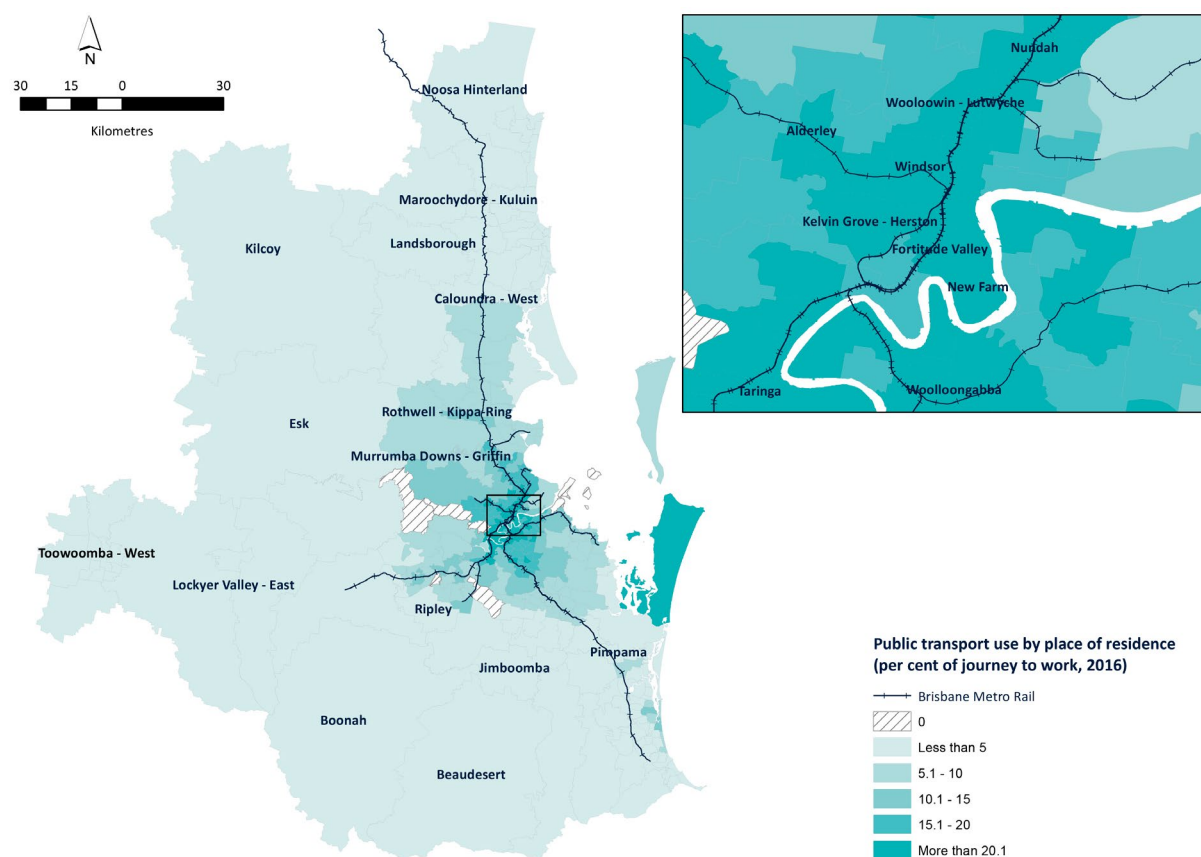 N
30 15 0 30
Kilometres
Noosa Hinterland
Maroochydore - Kuluin
Kilcoy
Landsborough
Caloundra - West
Rothwell - Kippa-Ring
Esk
Murrumba Downs - Griffin
Toowoomba - West
Lockyer Valley - East
Ripley
Pimpama
Jimboomba
Boonah
Beaudesert
Nundah
Wooloowin - Lutwyche
Alderley
Windsor
Kelvin Grove - Herston
Fortitude Valley
New Farm
Taringa
Woolloongabba
Public transport use by place of residence
(per cent of journey to work, 2016)
Brisbane Metro Rail
0
Less than 5
5.1 - 10
10.1 - 15
15.1 - 20
More than 20.1